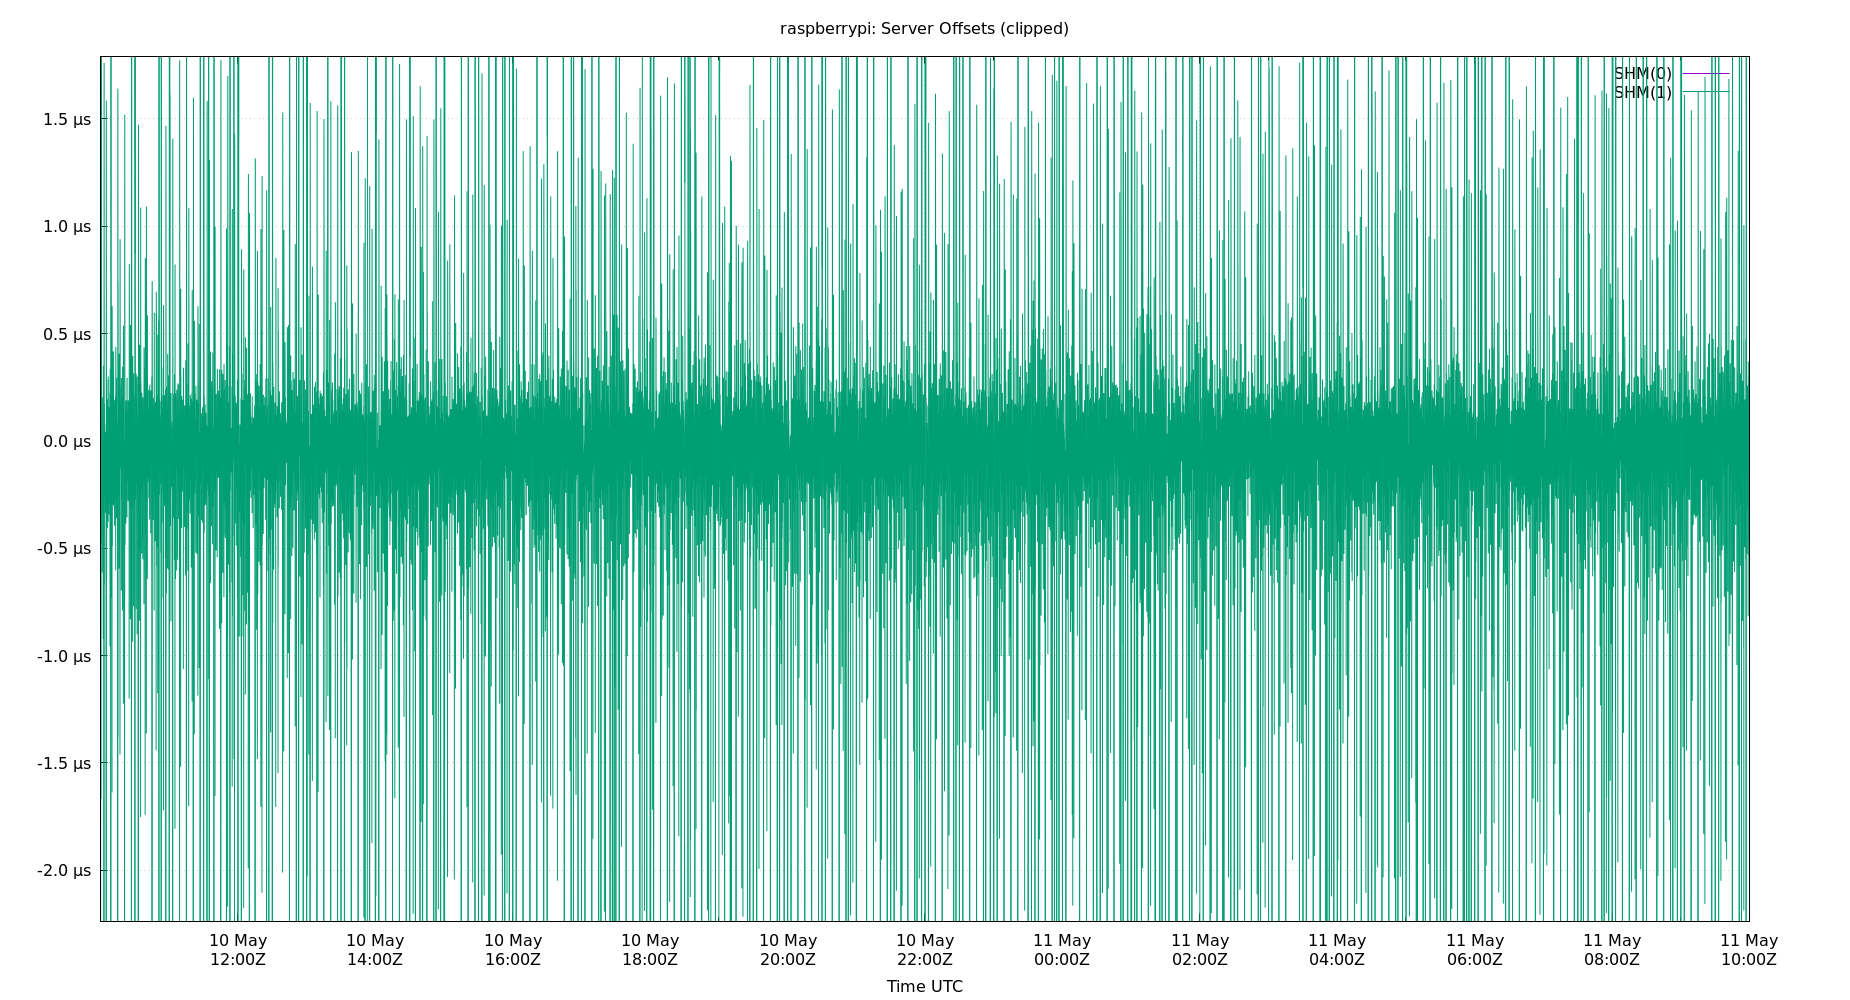 raspberrypi: Server Offsets (clipped)
SHM(0)
SHM(1)
1.5 µs
1.0 µs
0.5 µs
0.0 µs
-0.5 µs
-1.0 µs
-1.5 µs
-2.0 µs
10 May 10 May 10 May 10 May 10 May 10 May 11 May 11 May 11 May 11 May 11 May 11 May
12:00Z 14:00Z 16:00Z 18:00Z 20:00Z 22:00Z 00:00Z 02:00Z 04:00Z 06:00Z 08:00Z 10:00Z
Time UTC